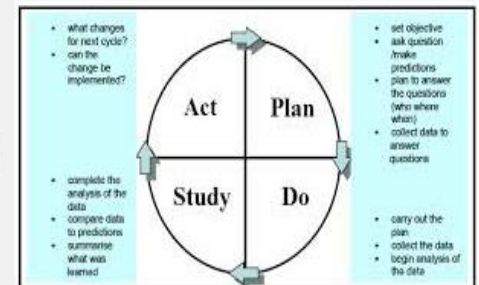 • what changes
for next cycle?
• can the
change be
implemented?
Act
Plan
• set objective
• ask question
/make
predictions
• plan to answer
the questions
(who where
when)
• collect data to
answer
questions
• complete the
analysis of the
data
• compare data
to predictions
• summarise
what was
learned
Study
Do
• carry out the
plan
• collect the data
• begin analysis of
the data